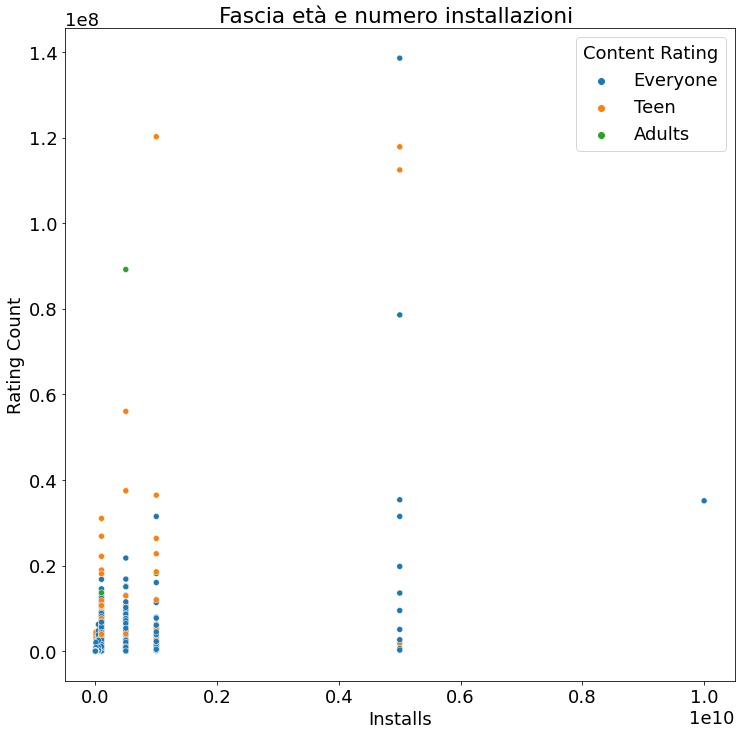 Fascia età e numero installazioni
1e8
1.4
1.2
1.0
0.8
0.6
0.4
0.2
0.0
Rating Count
Content Rating
Everyone
Teen
Adults
0.0 0.2 0.4 0.6 0.8 1.0
1e10
Installs